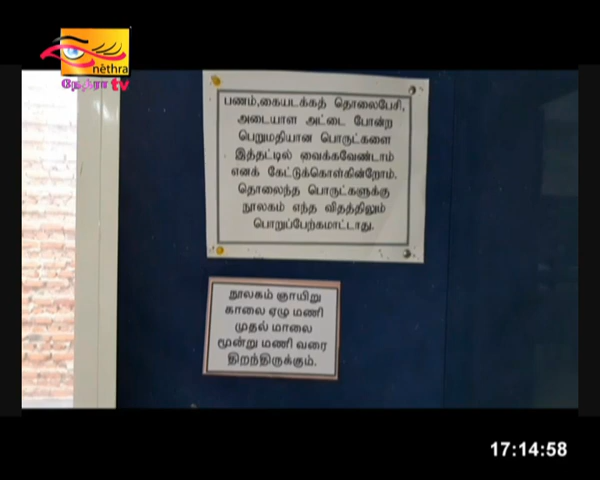 nethra
நேத்ரா tv
பணம்,கையடக்கத் தொலைபேசி,
அடையாள அட்டை போன்ற
பெறுமதியான பொருட்களை
இத்தட்டில் வைக்கவேண்டாம்
எனக் கேட்டுக்கொள்கின்றோம்.
தொலைந்த பொருட்களுக்கு
நூலகம் எந்த விதத்திலும்
பொறுப்பேற்கமாட்டாது.
நூலகம் ஞாயிறு
காலை ஏழு மணி
முதல் மாலை
மூன்று மணி வரை
திறந்திருக்கும்.
17:14:58